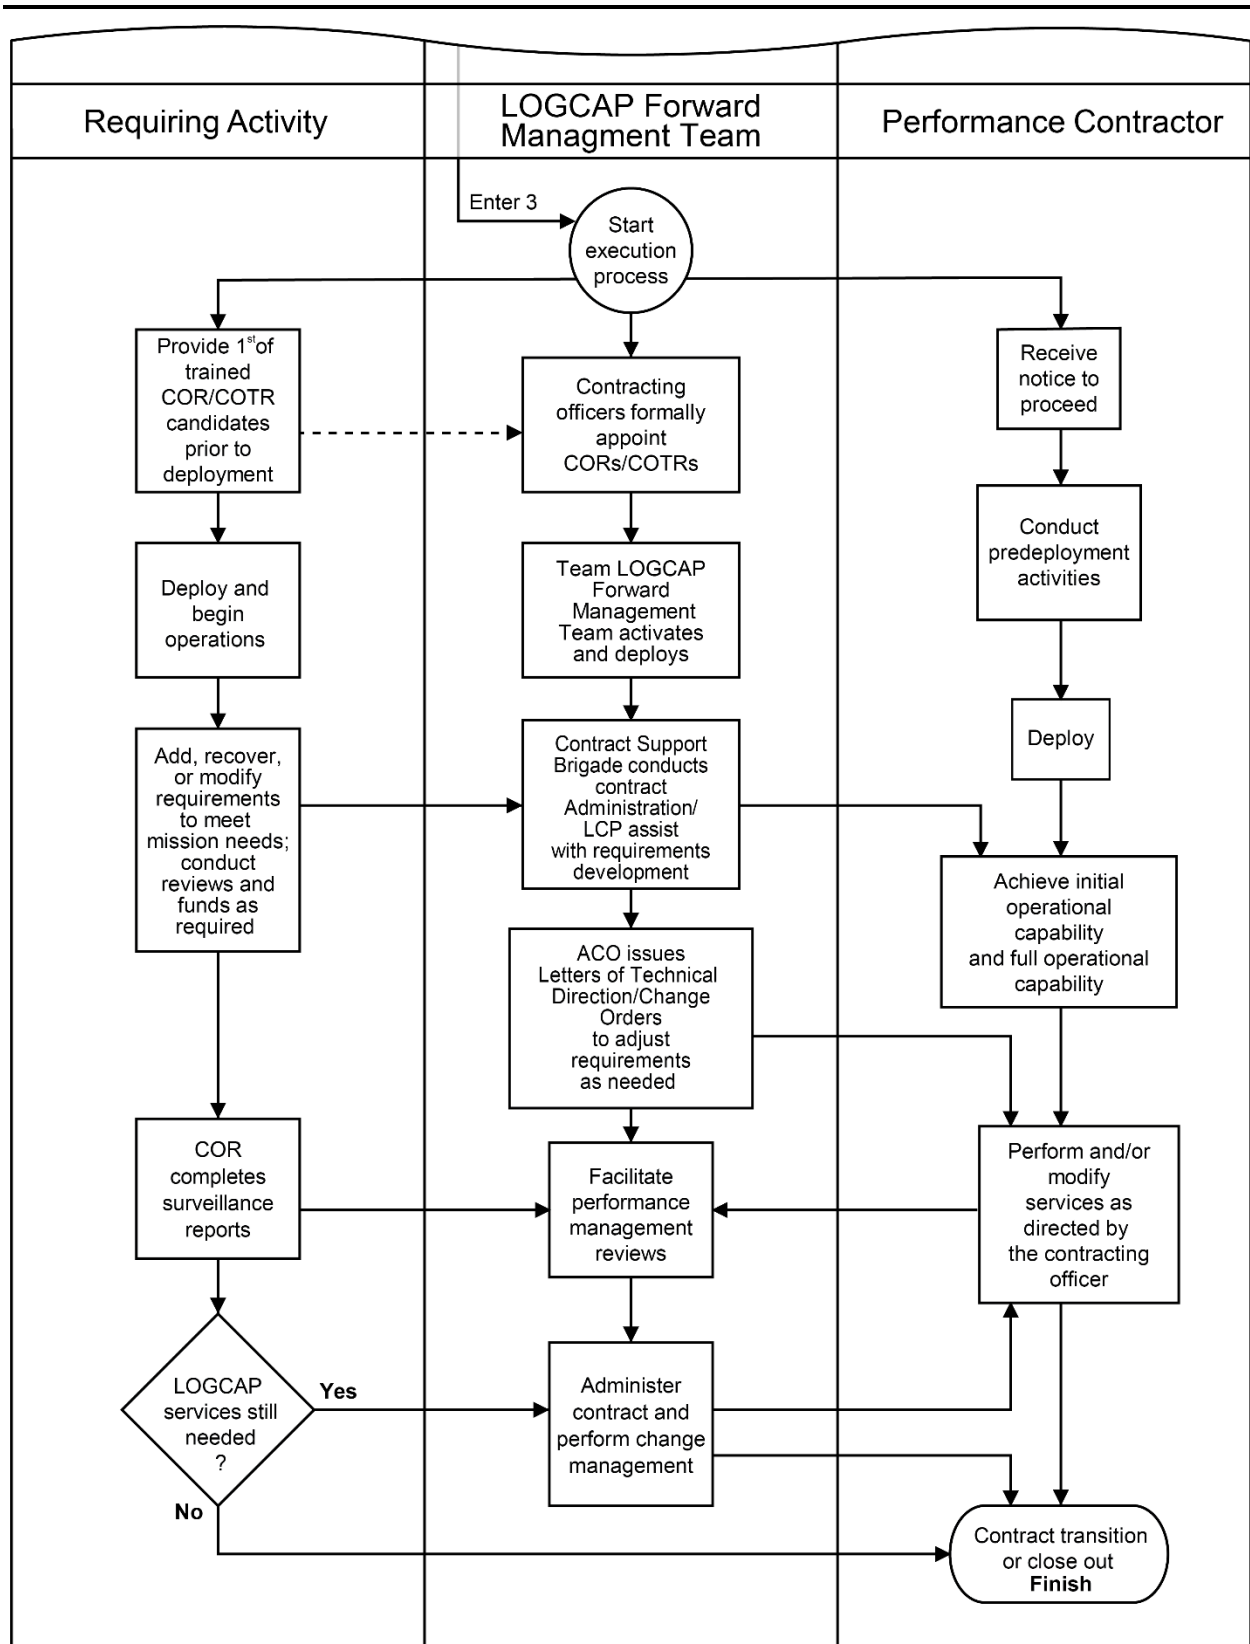 Requiring Activity
LOGCAP Forward
Managment Team
Performance Contractor
Enter 3
Start
execution
process
Provide 1st of
trained
COR/COTR
candidates
prior to
deployment
Contracting
officers formally
appoint
CORs/COTRs
Receive
notice to
proceed
Deploy and
begin
operations
Team LOGCAP
Forward
Management
Team activates
and deploys
Conduct
predeployment
activities
Add, recover,
or modify
requirements
to meet
mission needs;
conduct
reviews and
funds as
required
Contract Support
Brigade conducts
contract
Administration/
LCP assist
with requirements
development
Deploy
Achieve initial
operational
capability
and full operational
capability
ACO issues
Letters of Technical
Direction/Change
Orders
to adjust
requirements
as needed
COR
completes
surveillance
reports
Facilitate
performance
management
reviews
Perform and/or
modify
services as
directed by
the contracting
officer
LOGCAP
services still
needed
?
Yes
No
Administer
contract and
perform change
management
Contract transition
or close out
Finish